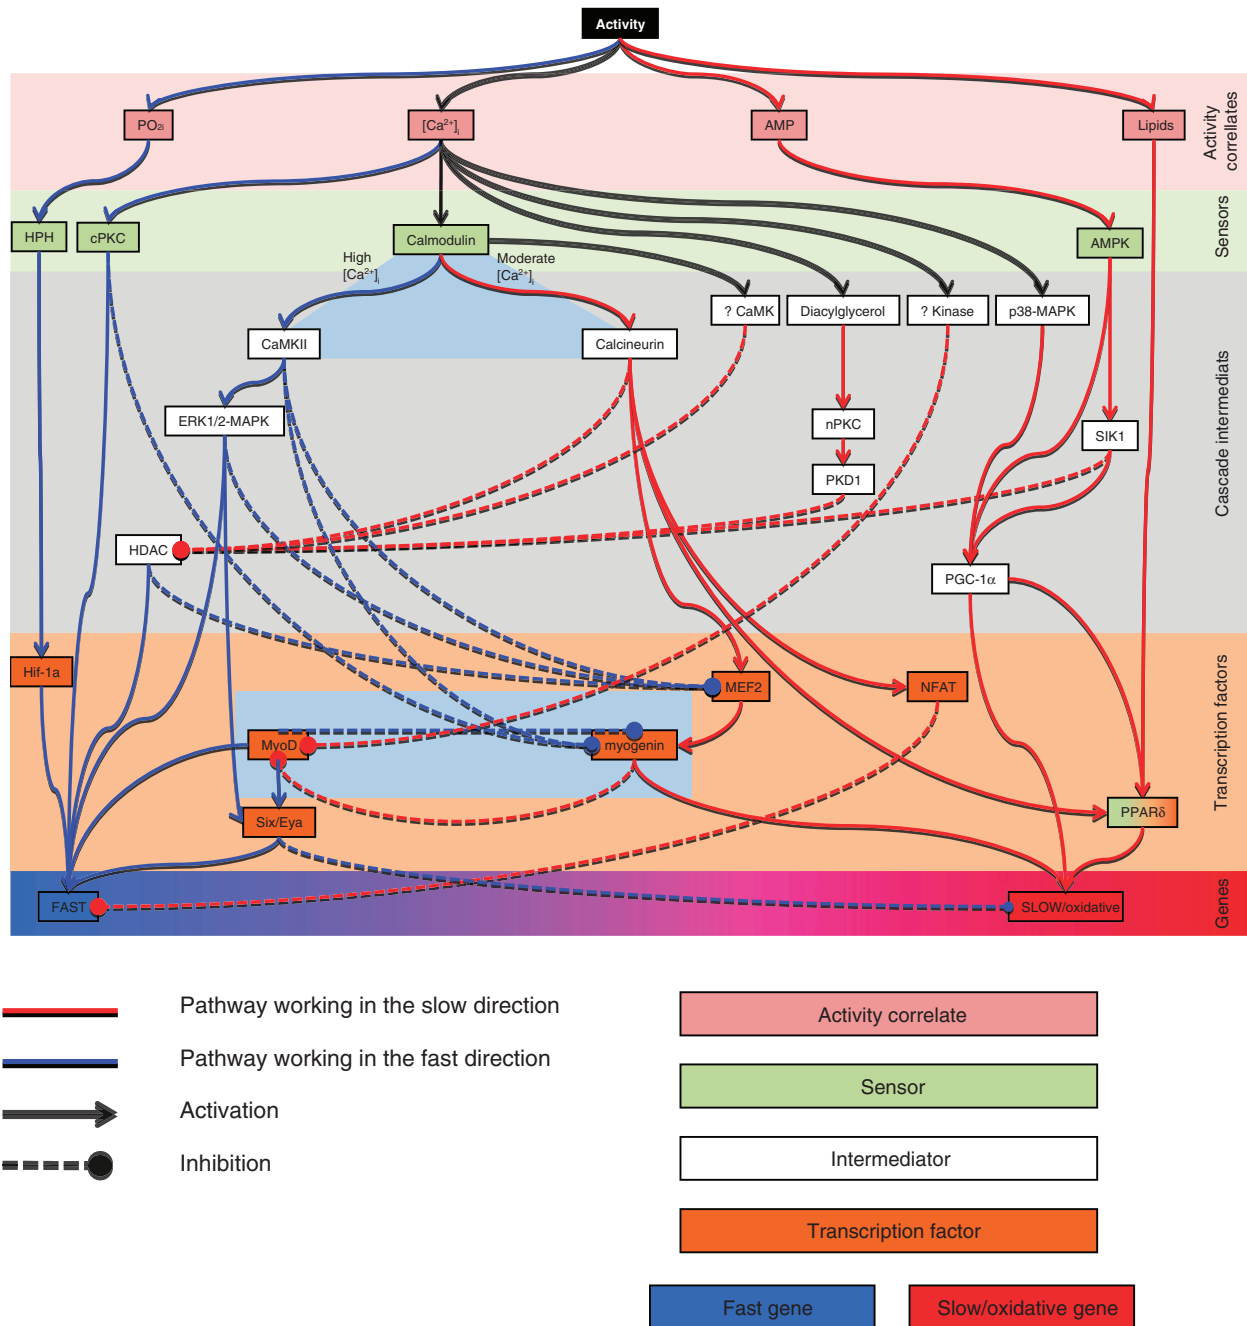 Activity
PO2i
[Ca2+]i
AMP
Lipids
Activity
correllates
HPH
cPKC
Calmodulin
AMPK
Sensors
High
[Ca2+]i
Moderate
[Ca2+]i
? CaMK
Diacylglycerol
? Kinase
p38-MAPK
CaMKII
Calcineurin
ERK1/2-MAPK
nPKC
SIK1
PKD1
HDAC
PGC-1α
Cascade intermediats
Hif-1a
MEF2
NFAT
MyoD
myogenin
Six/Eya
PPARδ
Transcription factors
FAST
SLOW/oxidative
Genes
Pathway working in the slow direction
Pathway working in the fast direction
Activation
Inhibition
Activity correlate
Sensor
Intermediator
Transcription factor
Fast gene
Slow/oxidative gene